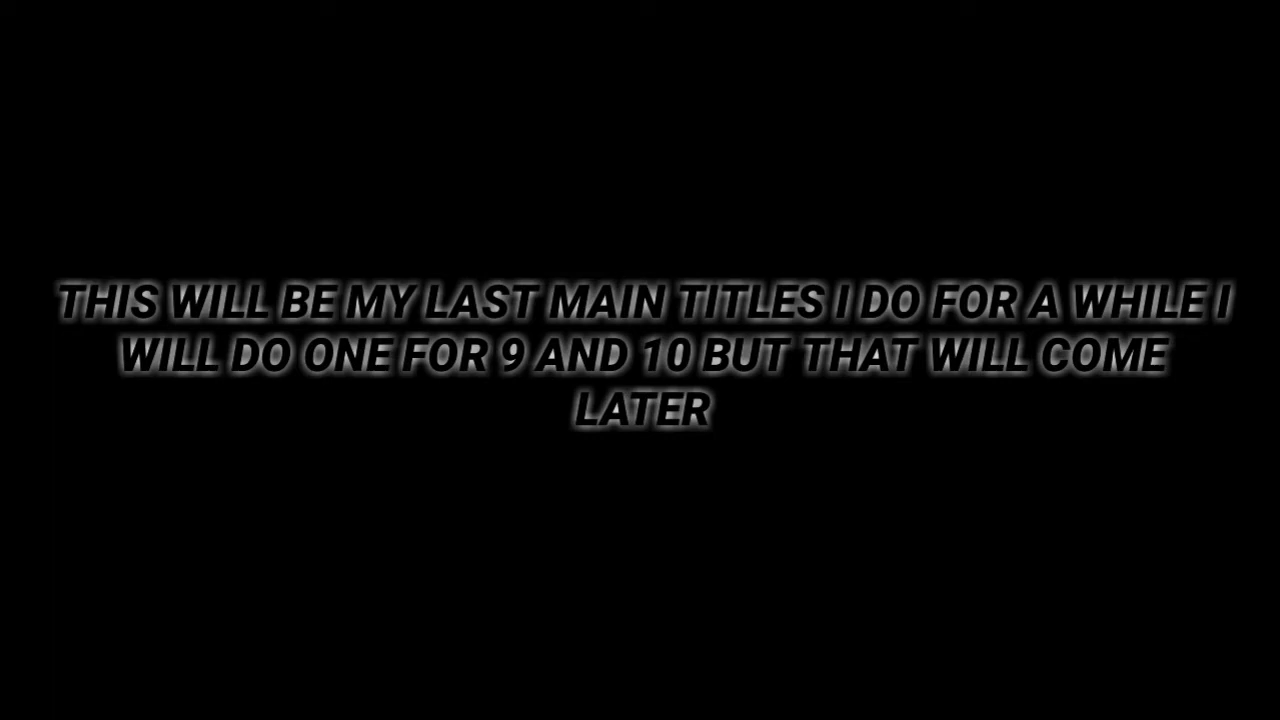 THIS WILL BE MY LAST MAIN TITLES I DO FOR A WHILE I
WILL DO ONE FOR 9 AND 10 BUT THAT WILL COME
LATER